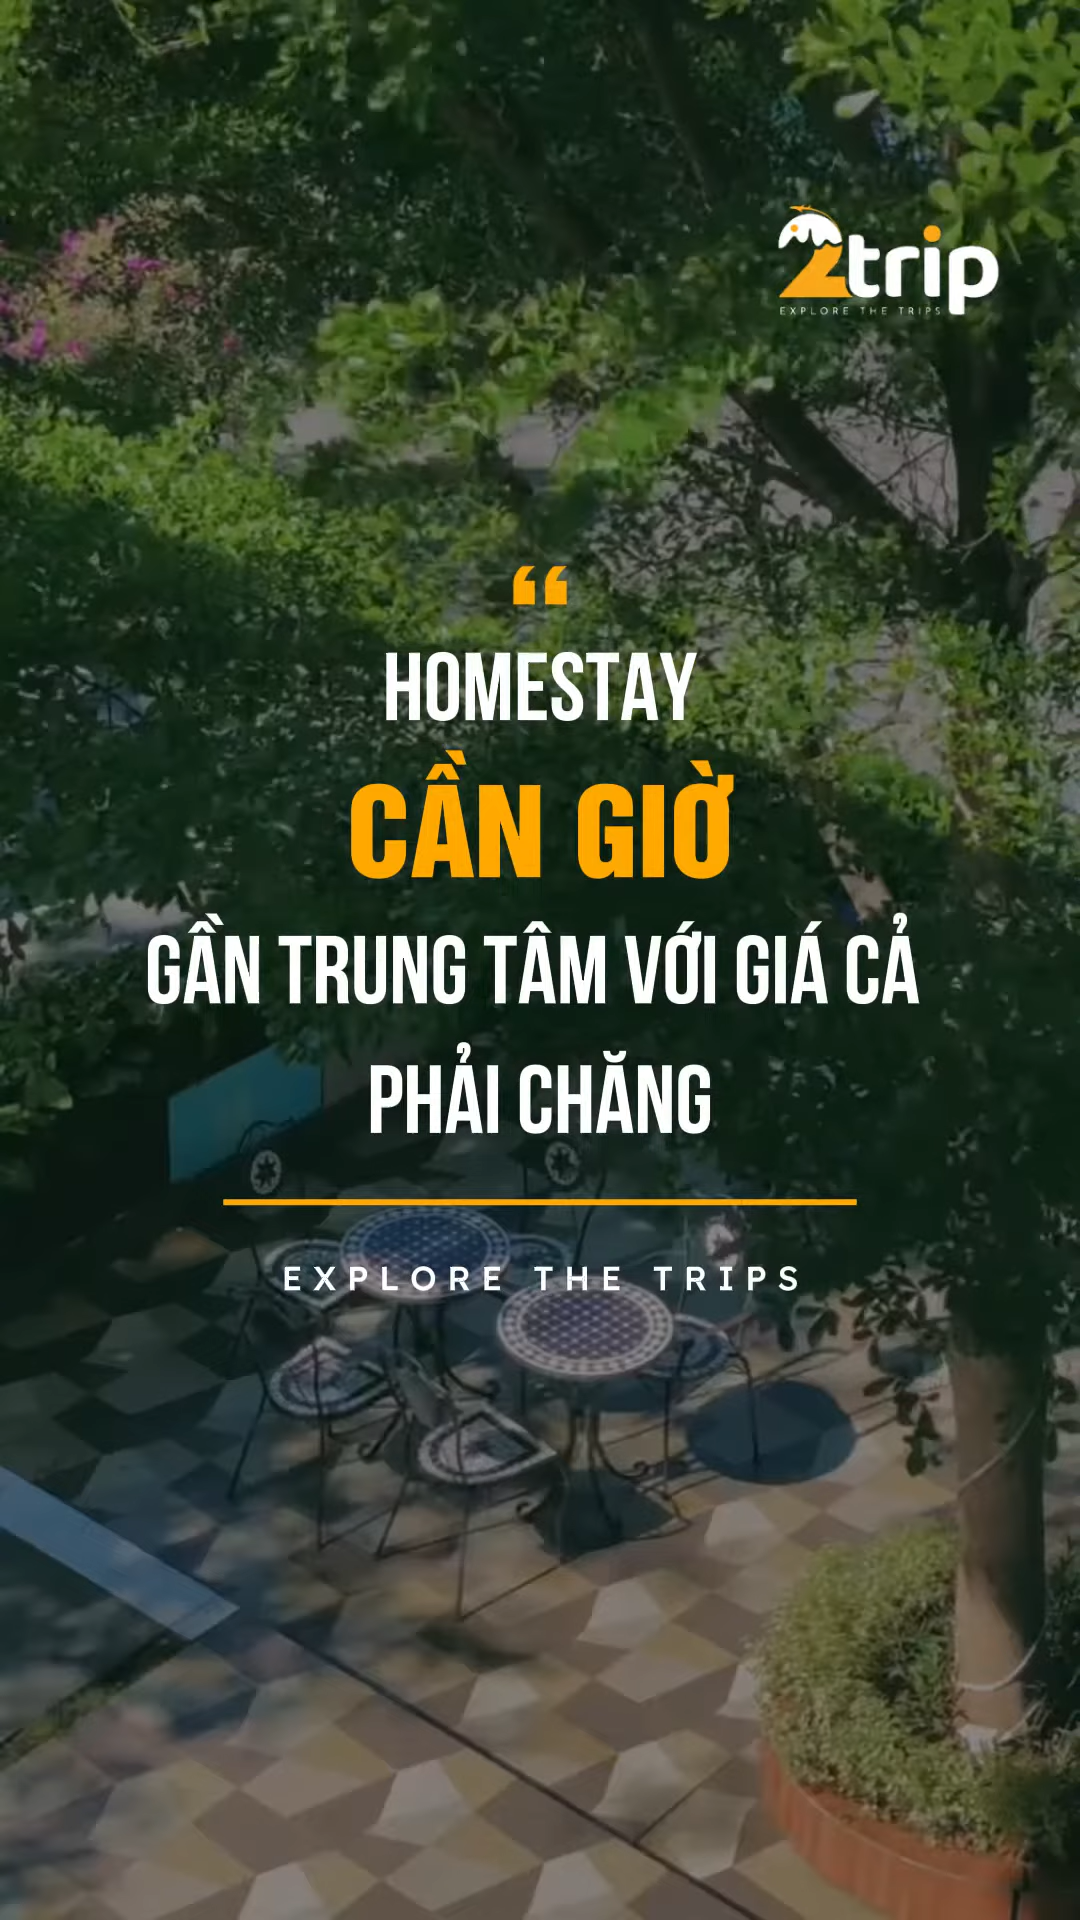 2trip
EXPLORE THE TRIPS
“
HOMESTAY
CẦN GIỜ
GẦN TRUNG TÂM VỚI GIÁ CẢ
PHẢI CHĂNG
EXPLORE THE TRIPS